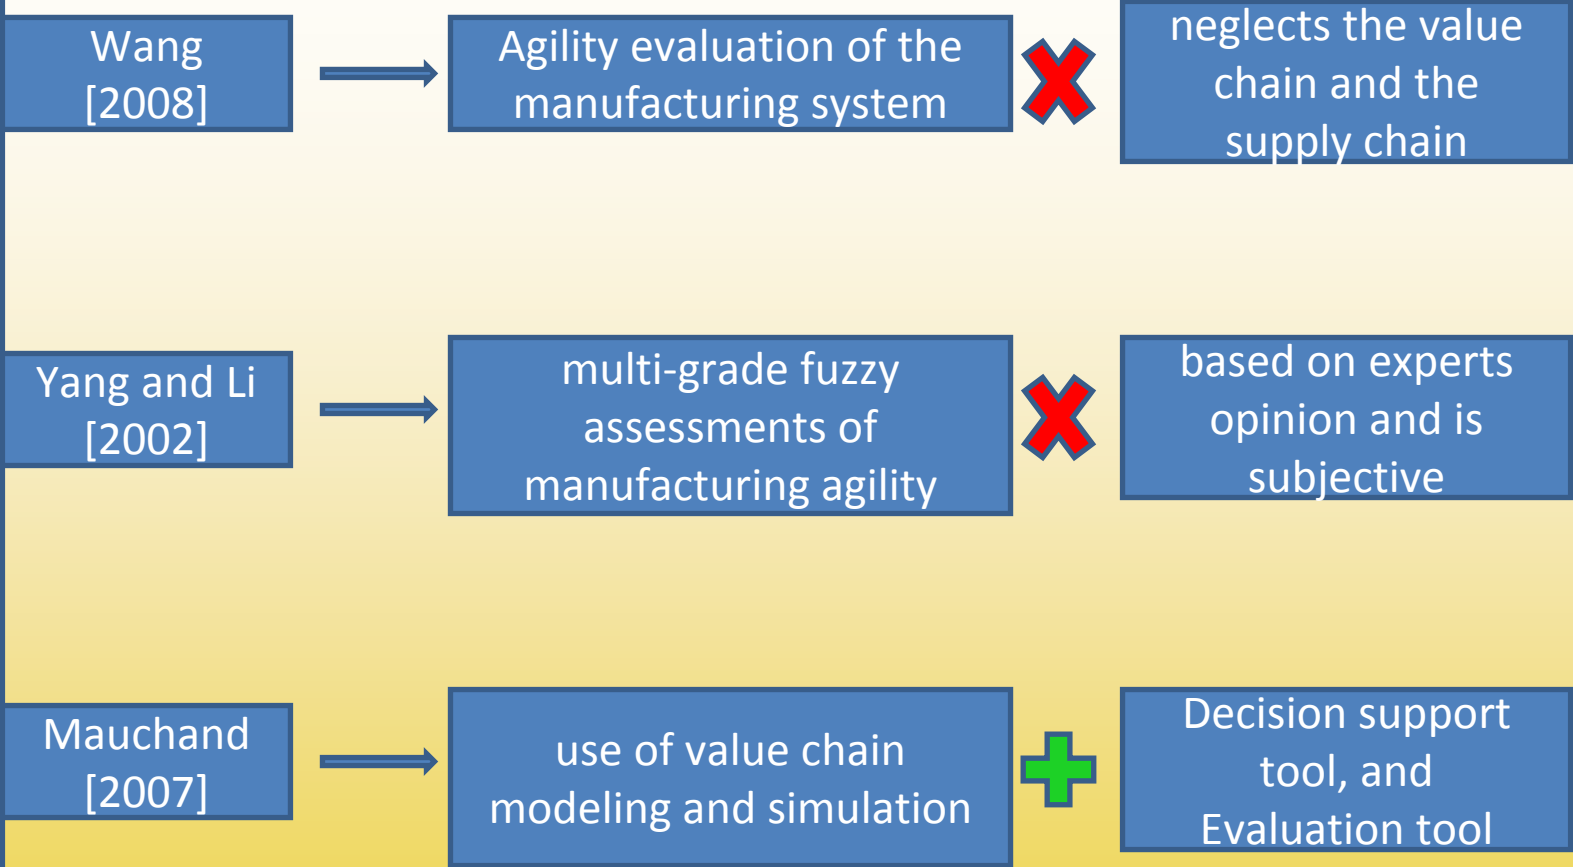 Wang
[2008]
Agility evaluation of the
manufacturing system
neglects the value
chain and the
supply chain
Yang and Li
[2002]
multi-grade fuzzy
assessments of
manufacturing agility
based on experts
opinion and is
subjective
Mauchand
[2007]
use of value chain
modeling and simulation
Decision support
tool, and
Evaluation tool